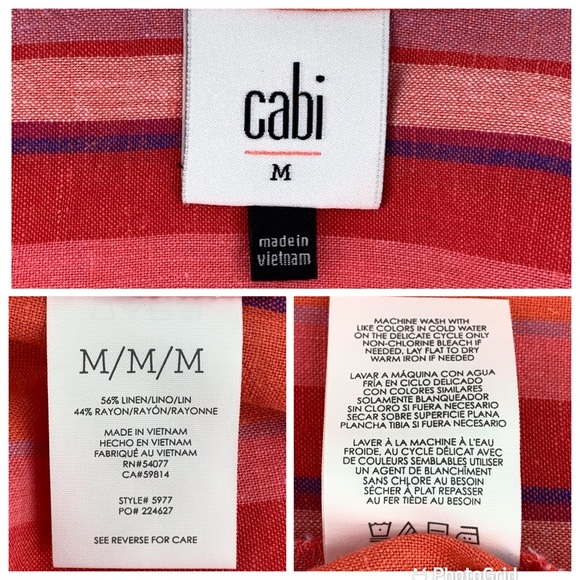 cabi
M
made in
vietnam
M/M/M
56% LINEN/LINO/LIN
44% RAYON/RAYÓN/RAYONNE
MADE IN VIETNAM
HECHO EN VIETNAM
FABRIQUÉ AU VIETNAM
RN#54077
CA#59814
STYLE# 5977
PO# 224627
SEE REVERSE FOR CARE
MACHINE WASH WITH
LIKE COLORS IN COLD WATER
ON THE DELICATE CYCLE ONLY
NON-CHLORINE BLEACH IF
NEEDED, LAY FLAT TO DRY
WARM IRON IF NEEDED
LAVAR A MÁQUINA CON AGUA
FRÍA EN CICLO DELICADO
CON COLORES SIMILARES
SOLAMENTE BLANQUEADOR
SIN CLORO SI FUERA NECESARIO
SECAR SOBRE SUPERFICIE PLANA
PLANCHA TIBIA SI FUERA NECESARIO
LAVER À LA MACHINE À L'EAU
FROIDE, AU CYCLE DÉLICAT AVEC
DE COULEURS SEMBLABLES UTILISER
UN AGENT DE BLANCHIMENT
SANS CHLORE AU BESOIN
SÉCHER À PLAT REPASSER
AU FER TIÈDE AU BESOIN
PhotoGrid